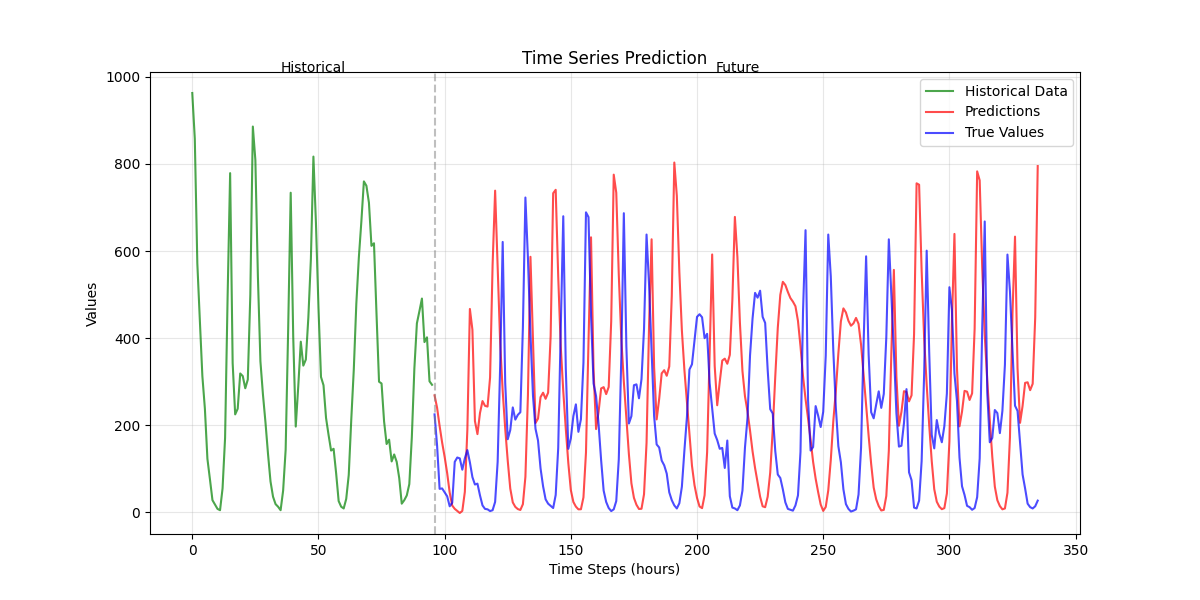 Time Series Prediction
Historical
Future
1000
800
600
400
200
0
Values
Historical Data
Predictions
True Values
0
50
100
150
200
250
300
350
Time Steps (hours)